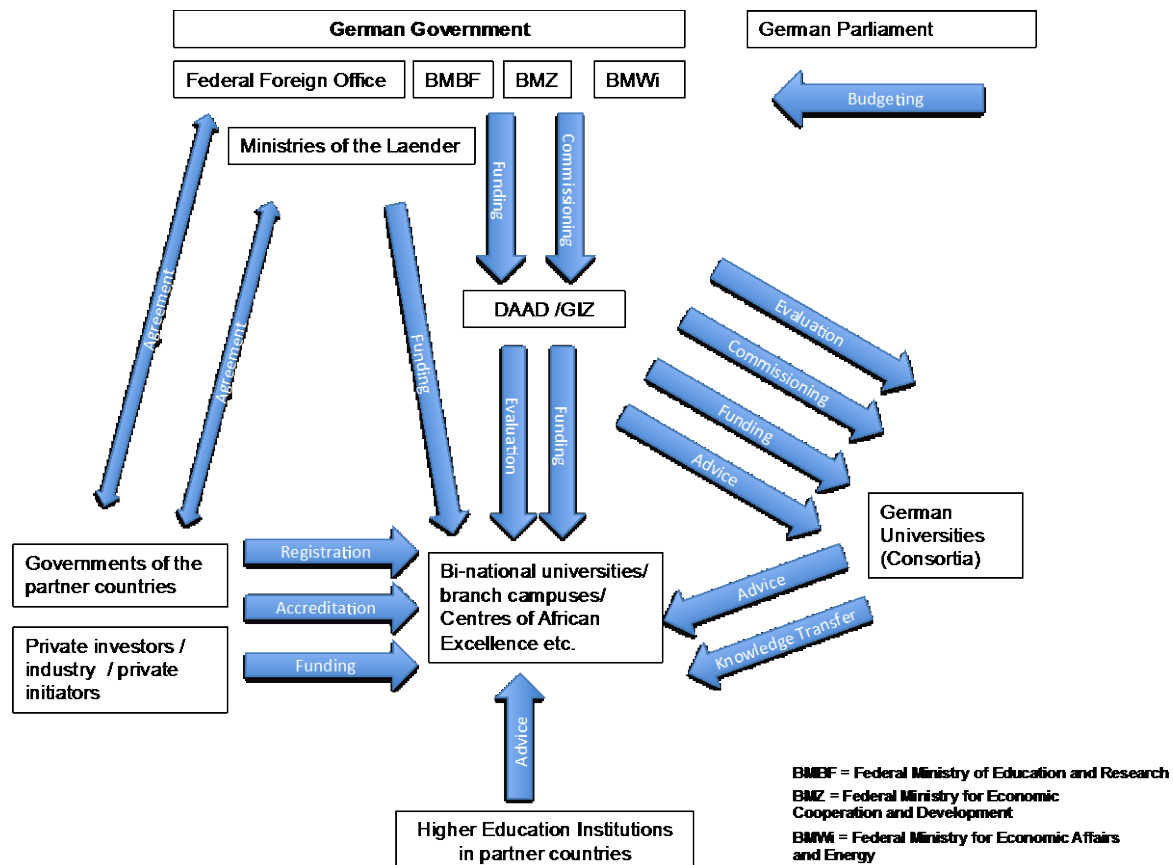 German Government
German Parliament
Federal Foreign Office
BMBF
BMZ
BMWi
Budgeting
Ministries of the Laender
Funding
Commissioning
Agreement
Agreement
Funding
DAAD /GIZ
Evaluation
Commissioning
Funding
Advice
Evaluation
Funding
German
Universities
(Consortia)
Governments of the
partner countries
Registration
Accreditation
Bi-national universities/
branch campuses/
Centres of African
Excellence etc.
Advice
Knowledge Transfer
Private investors /
industry  / private
initiators
Funding
Advice
Higher Education Institutions
in partner countries
BMBF = Federal Ministry of Education and Research
BMZ = Federal Ministry for Economic
Cooperation and Development
BMWi = Federal Ministry for Economic Affairs
and Energy